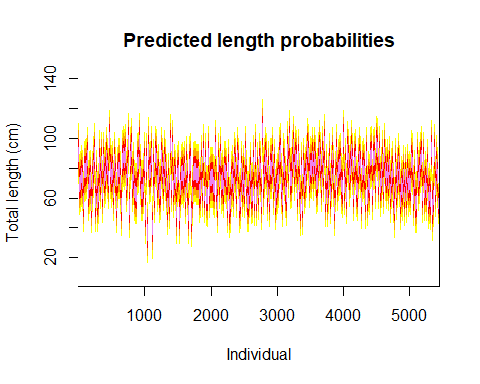 Predicted length probabilities
Total length (cm)
140
100
60
20
1000 2000 3000 4000 5000
Individual